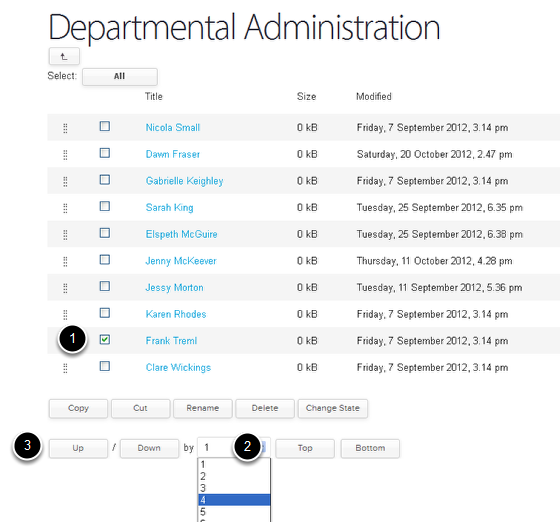 Departmental Administration
Select: All
Title Size Modified
Nicola Small 0 kB Friday, 7 September 2012, 3.14 pm
Dawn Fraser 0 kB Saturday, 20 October 2012, 2.47 pm
Gabrielle Keighley 0 kB Friday, 7 September 2012, 3.14 pm
Sarah King 0 kB Tuesday, 25 September 2012, 6.35 pm
Elspeth McGuire 0 kB Tuesday, 25 September 2012, 6.38 pm
Jenny McKeever 0 kB Thursday, 11 October 2012, 4.28 pm
Jessy Morton 0 kB Tuesday, 11 September 2012, 5.36 pm
Karen Rhodes 0 kB Friday, 7 September 2012, 3.14 pm
1 Frank Treml 0 kB Friday, 7 September 2012, 3.14 pm
Clare Wickings 0 kB Friday, 7 September 2012, 3.14 pm
Copy Cut Rename Delete Change State
3 Up / Down by 1 2 Top Bottom
1
2
3
4
5